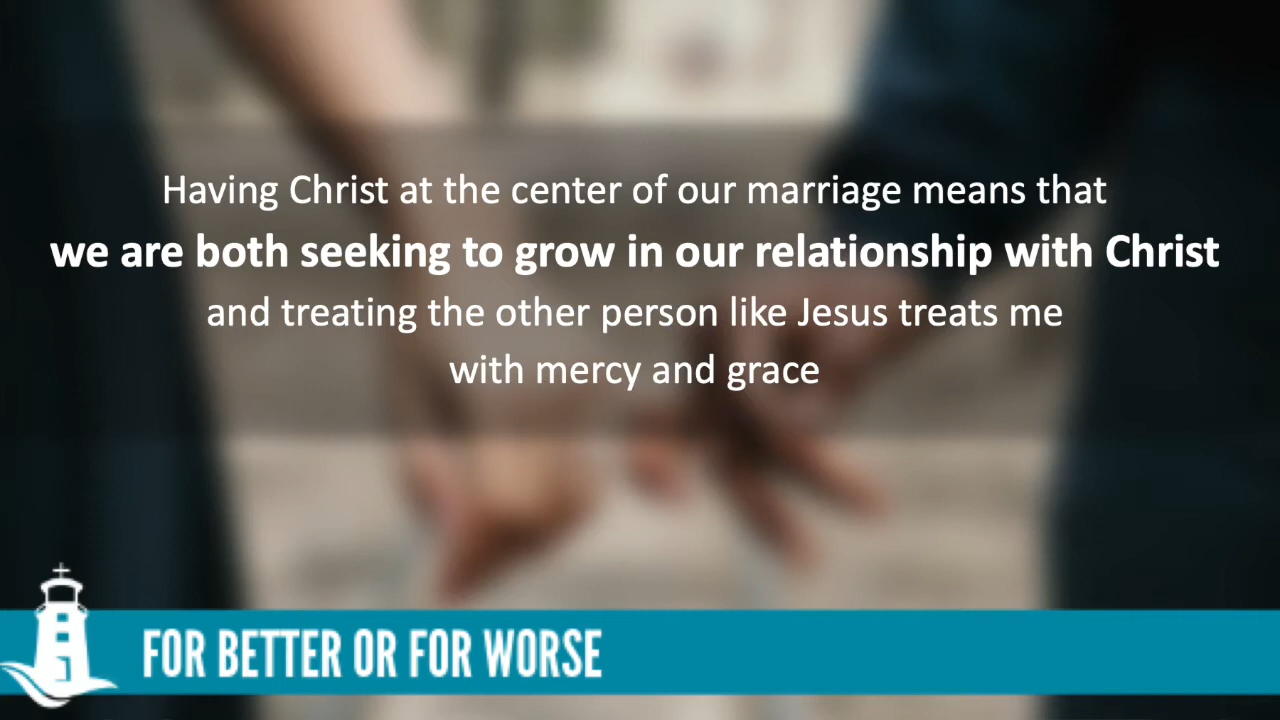 Having Christ at the center of our marriage means that
we are both seeking to grow in our relationship with Christ
and treating the other person like Jesus treats me
with mercy and grace
FOR BETTER OR FOR WORSE